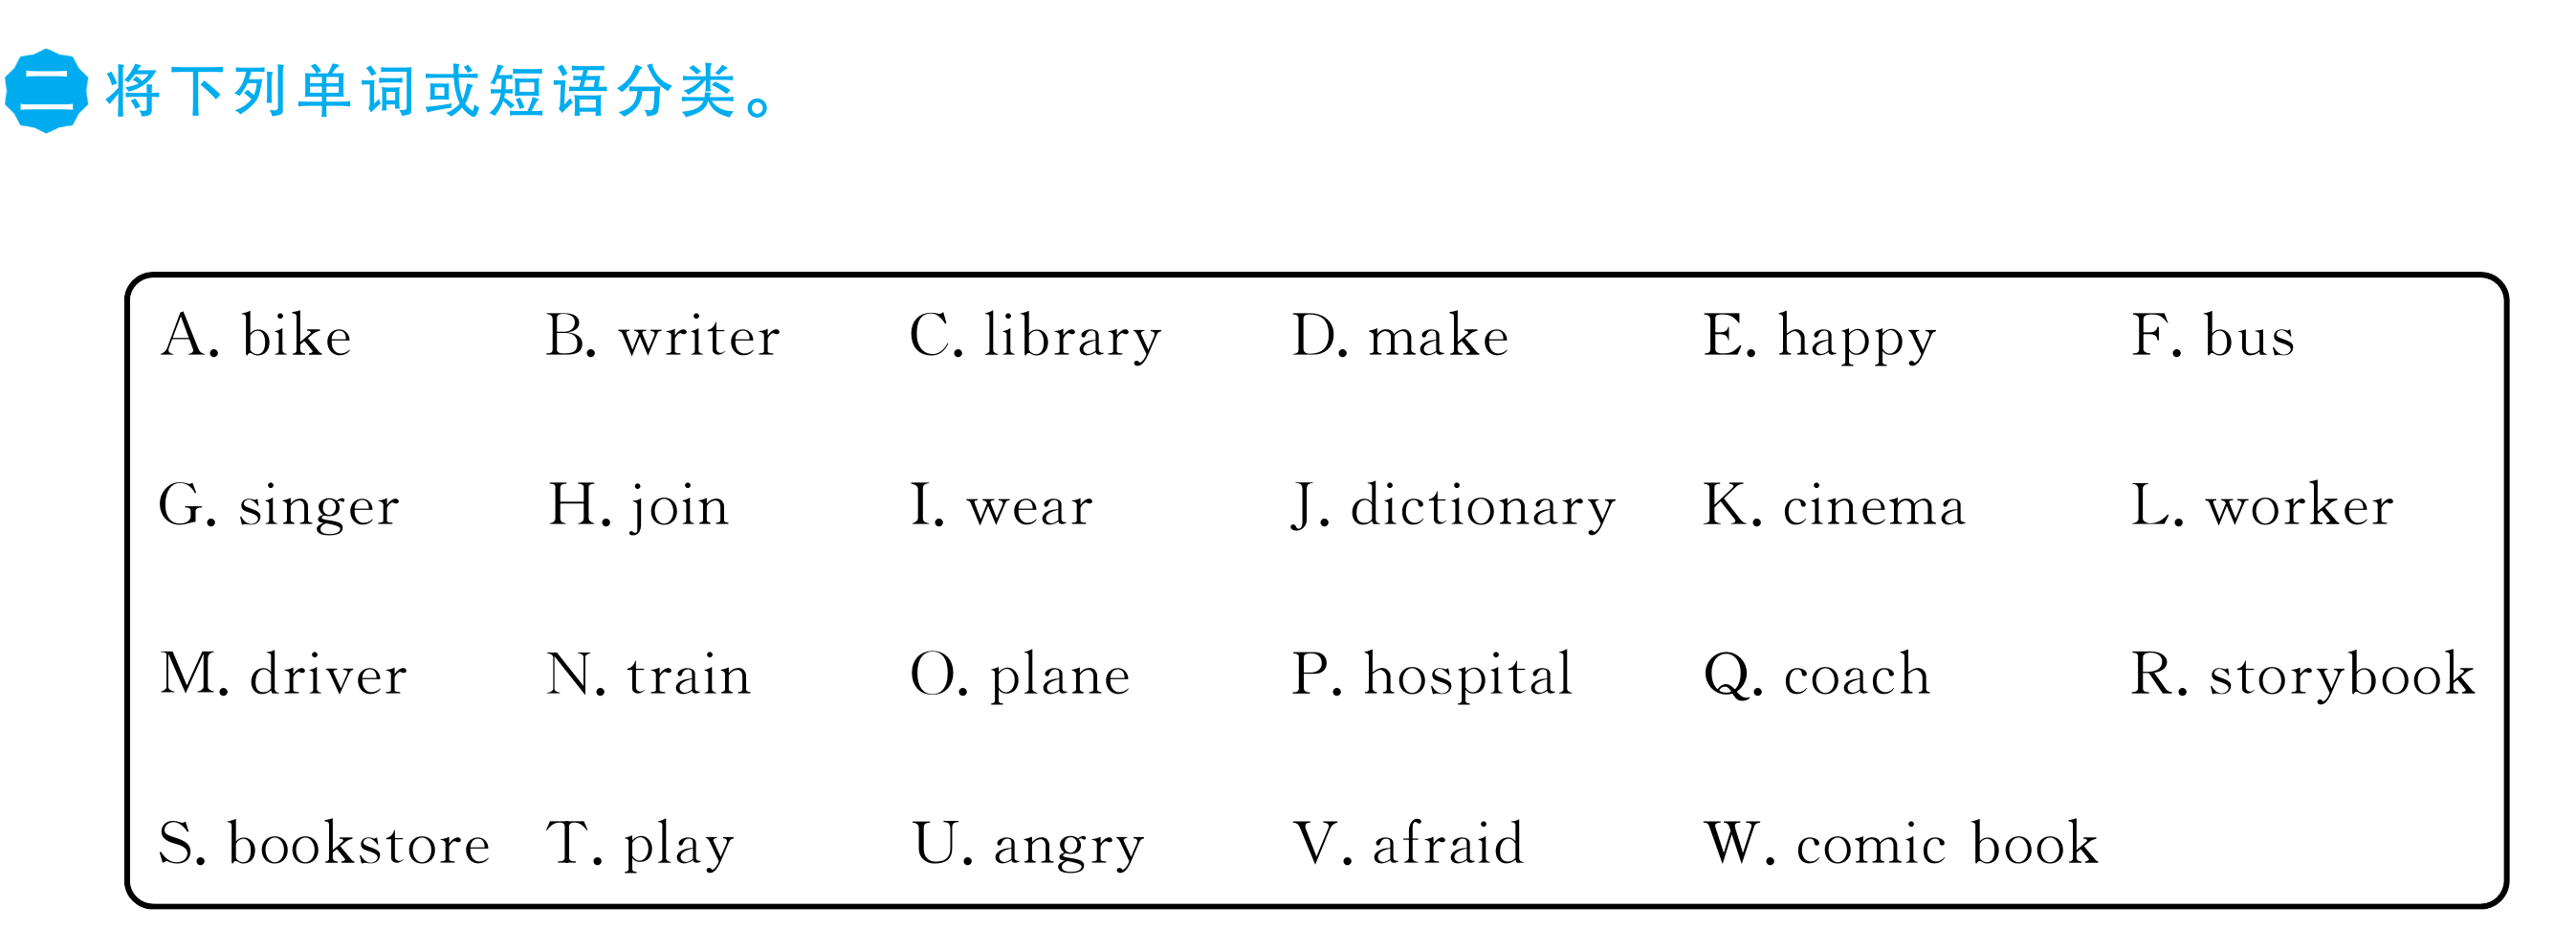 二 将下列单词或短语分类。
A. bike B. writer C. library D. make E. happy F. bus
G. singer H. join I. wear J. dictionary K. cinema L. worker
M. driver N. train O. plane P. hospital Q. coach R. storybook
S. bookstore T. play U. angry V. afraid W. comic book